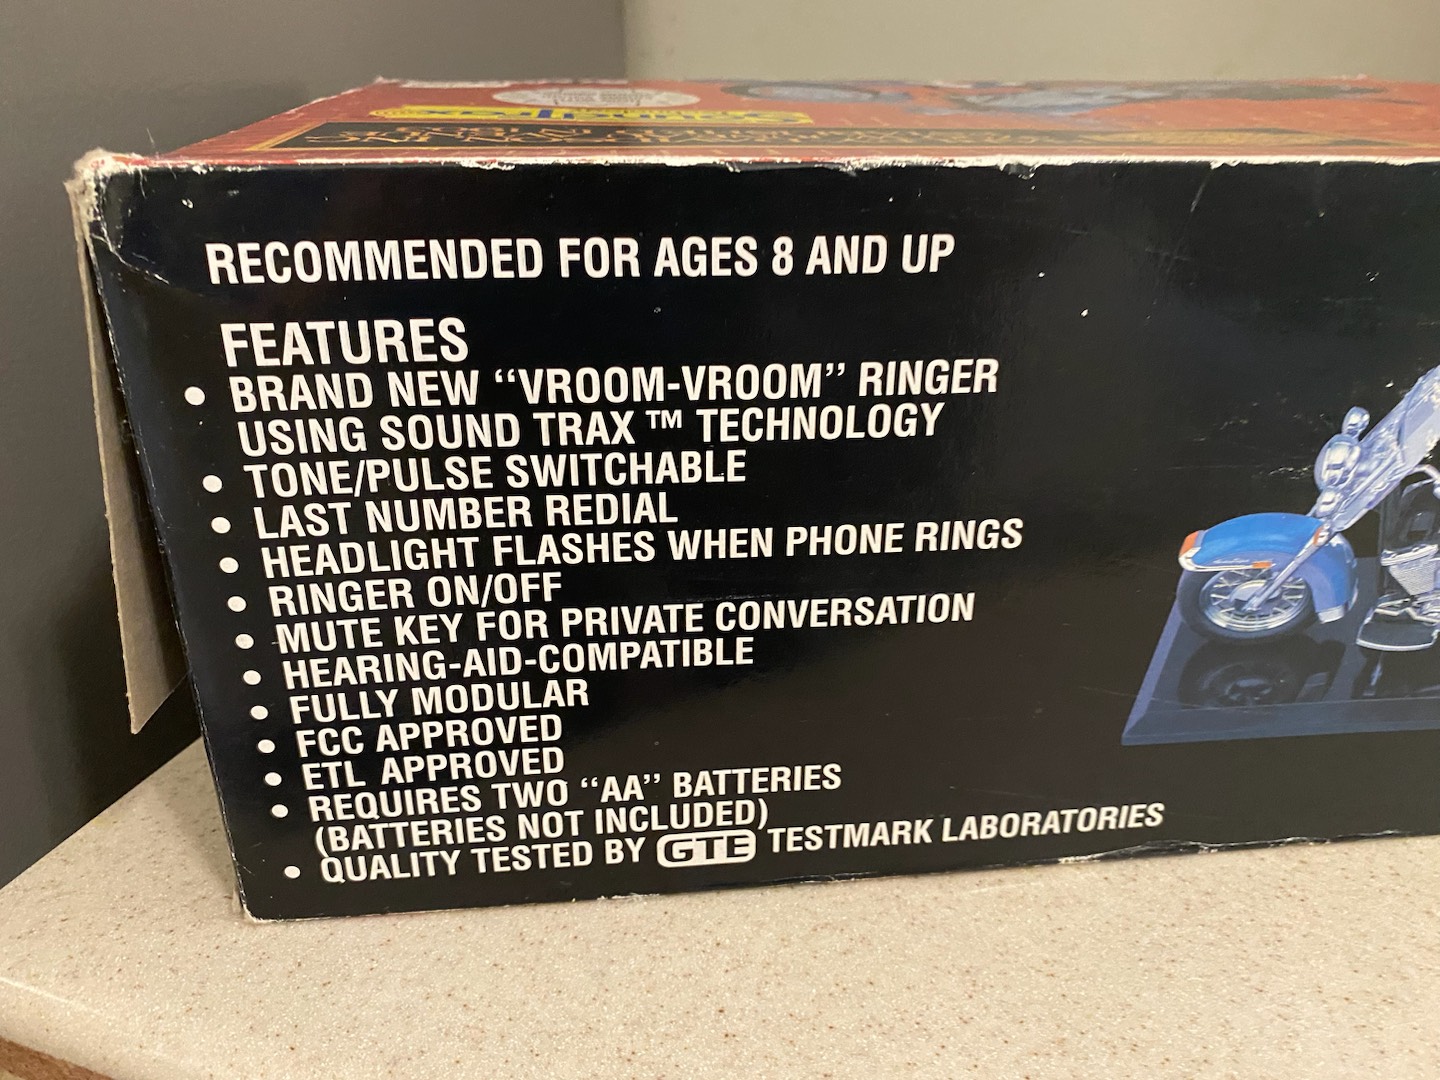 RECOMMENDED FOR AGES 8 AND UP
FEATURES
• BRAND NEW “VROOM-VROOM” RINGER
USING SOUND TRAX ™ TECHNOLOGY
• TONE/PULSE SWITCHABLE
• LAST NUMBER REDIAL
• HEADLIGHT FLASHES WHEN PHONE RINGS
• RINGER ON/OFF
• MUTE KEY FOR PRIVATE CONVERSATION
• HEARING-AID-COMPATIBLE
• FULLY MODULAR
• FCC APPROVED
• ETL APPROVED
• REQUIRES TWO “AA” BATTERIES
(BATTERIES NOT INCLUDED)
• QUALITY TESTED BY GTE TESTMARK LABORATORIES